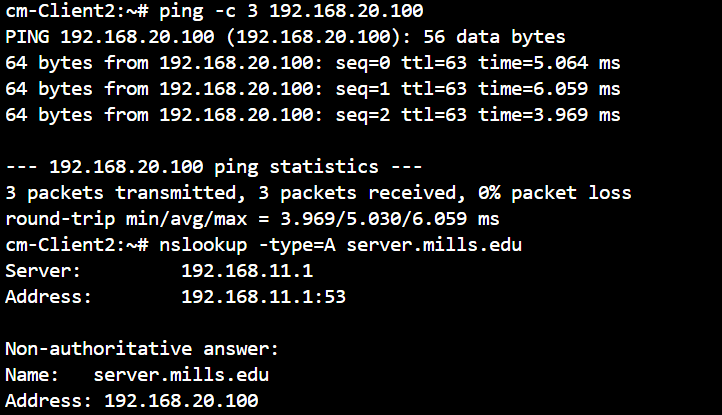 cm-Client2:~# ping -c 3 192.168.20.100
PING 192.168.20.100 (192.168.20.100): 56 data bytes
64 bytes from 192.168.20.100: seq=0 ttl=63 time=5.064 ms
64 bytes from 192.168.20.100: seq=1 ttl=63 time=6.059 ms
64 bytes from 192.168.20.100: seq=2 ttl=63 time=3.969 ms

--- 192.168.20.100 ping statistics ---
3 packets transmitted, 3 packets received, 0% packet loss
round-trip min/avg/max = 3.969/5.030/6.059 ms
cm-Client2:~# nslookup -type=A server.mills.edu
Server:         192.168.11.1
Address:        192.168.11.1:53

Non-authoritative answer:
Name:   server.mills.edu
Address: 192.168.20.100